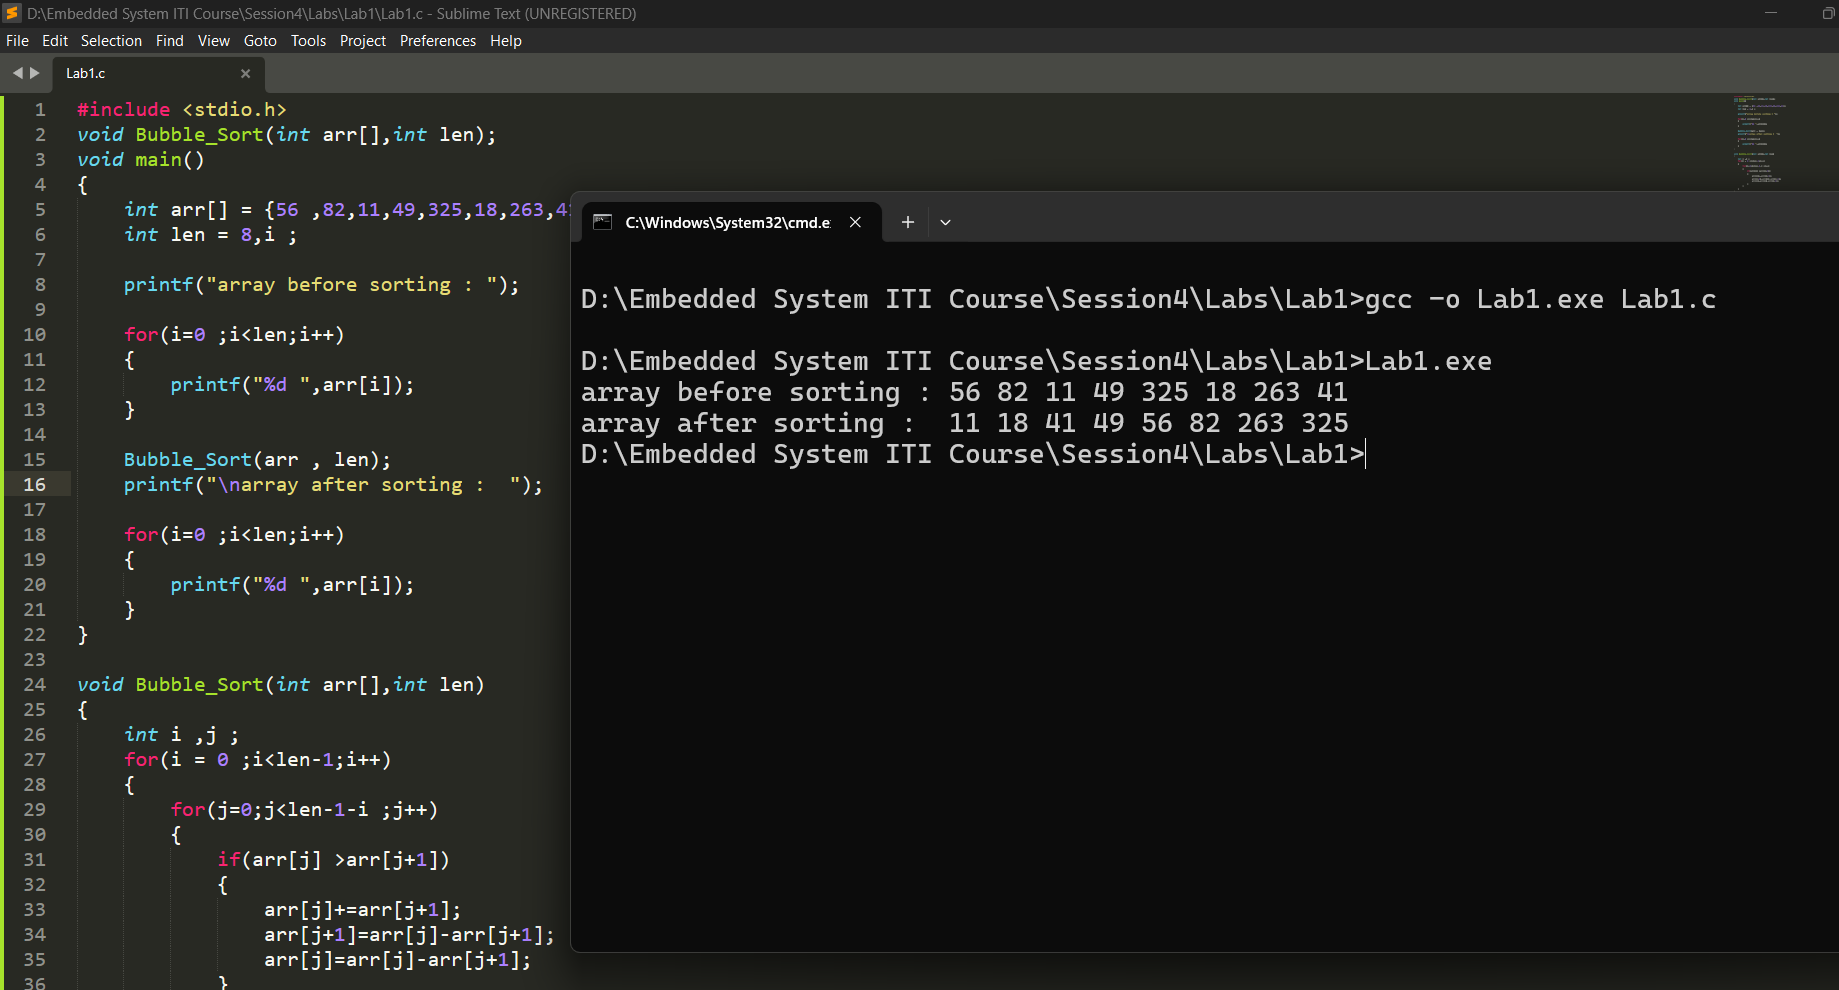 D:\Embedded System ITI Course\Session4\Labs\Lab1\Lab1.c - Sublime Text (UNREGISTERED)
File Edit Selection Find View Goto Tools Project Preferences Help
Lab1.c
1 #include <stdio.h>
2 void Bubble_Sort(int arr[],int len);
3 void main()
4 {
5 int arr[] = {56 ,82,11,49,325,18,263,41
6 int len = 8,i ;
7
8 printf("array before sorting : ");
9
10 for(i=0 ;i<len;i++)
11 {
12 printf("%d ",arr[i]);
13 }
14
15 Bubble_Sort(arr , len);
16 printf("\narray after sorting :  ");
17
18 for(i=0 ;i<len;i++)
19 {
20 printf("%d ",arr[i]);
21 }
22 }
23
24 void Bubble_Sort(int arr[],int len)
25 {
26 int i ,j ;
27 for(i = 0 ;i<len-1;i++)
28 {
29 for(j=0;j<len-1-i ;j++)
30 {
31 if(arr[j] >arr[j+1])
32 {
33 arr[j]+=arr[j+1];
34 arr[j+1]=arr[j]-arr[j+1];
35 arr[j]=arr[j]-arr[j+1];
36 }
C:\Windows\System32\cmd.e
D:\Embedded System ITI Course\Session4\Labs\Lab1>gcc -o Lab1.exe Lab1.c
D:\Embedded System ITI Course\Session4\Labs\Lab1>Lab1.exe
array before sorting : 56 82 11 49 325 18 263 41
array after sorting :  11 18 41 49 56 82 263 325
D:\Embedded System ITI Course\Session4\Labs\Lab1>